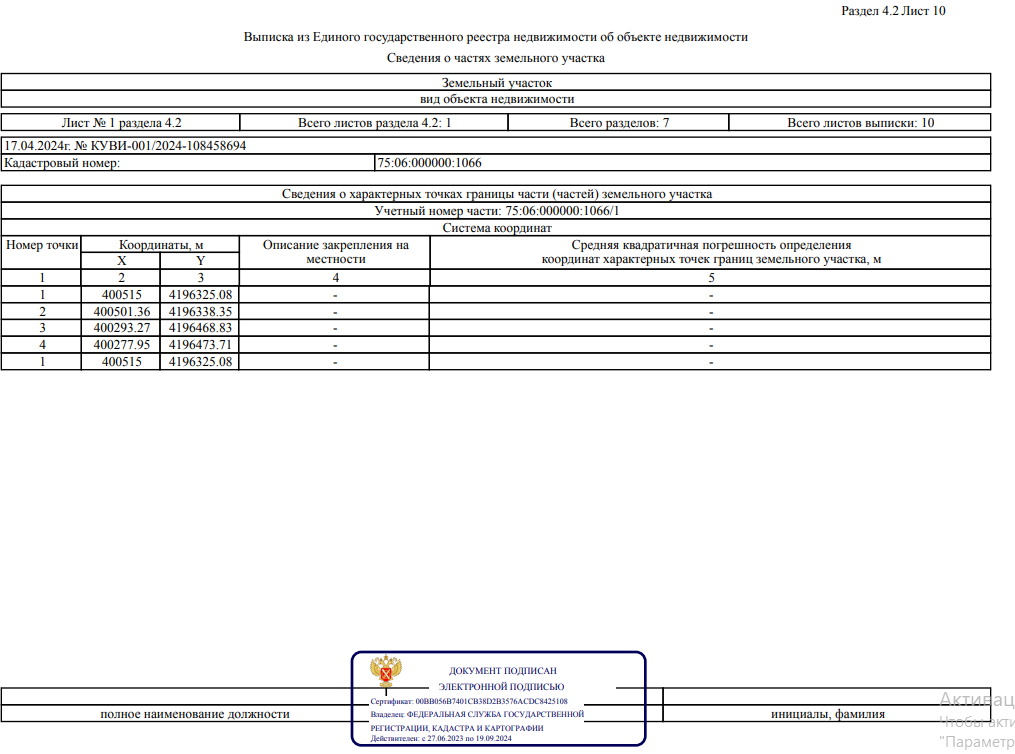 Раздел 4.2 Лист 10
Выписка из Единого государственного реестра недвижимости об объекте недвижимости
Сведения о частях земельного участка
Земельный участок
вид объекта недвижимости
Лист № 1 раздела 4.2 Всего листов раздела 4.2: 1 Всего разделов: 7 Всего листов выписки: 10
17.04.2024г. № КУВИ-001/2024-108458694
Кадастровый номер: 75:06:000000:1066
Сведения о характерных точках границы части (частей) земельного участка
Учетный номер части: 75:06:000000:1066/1
Система координат
Номер точки Координаты, м Описание закрепления на местности Средняя квадратичная погрешность определения координат характерных точек границ земельного участка, м
X Y
1 2 3 4 5
1 400515 4196325.08 - -
2 400501.36 4196338.35 - -
3 400293.27 4196468.83 - -
4 400277.95 4196473.71 - -
1 400515 4196325.08 - -
ДОКУМЕНТ ПОДПИСАН
ЭЛЕКТРОННОЙ ПОДПИСЬЮ
Сертификат: 00BB056B7401CB38D2B3576ACDC8425108
Владелец: ФЕДЕРАЛЬНАЯ СЛУЖБА ГОСУДАРСТВЕННОЙ
РЕГИСТРАЦИИ, КАДАСТРА И КАРТОГРАФИИ
Действителен: с 27.06.2023 по 19.09.2024
полное наименование должности инициалы, фамилия
Активац
Чтобы акти
"Параметр